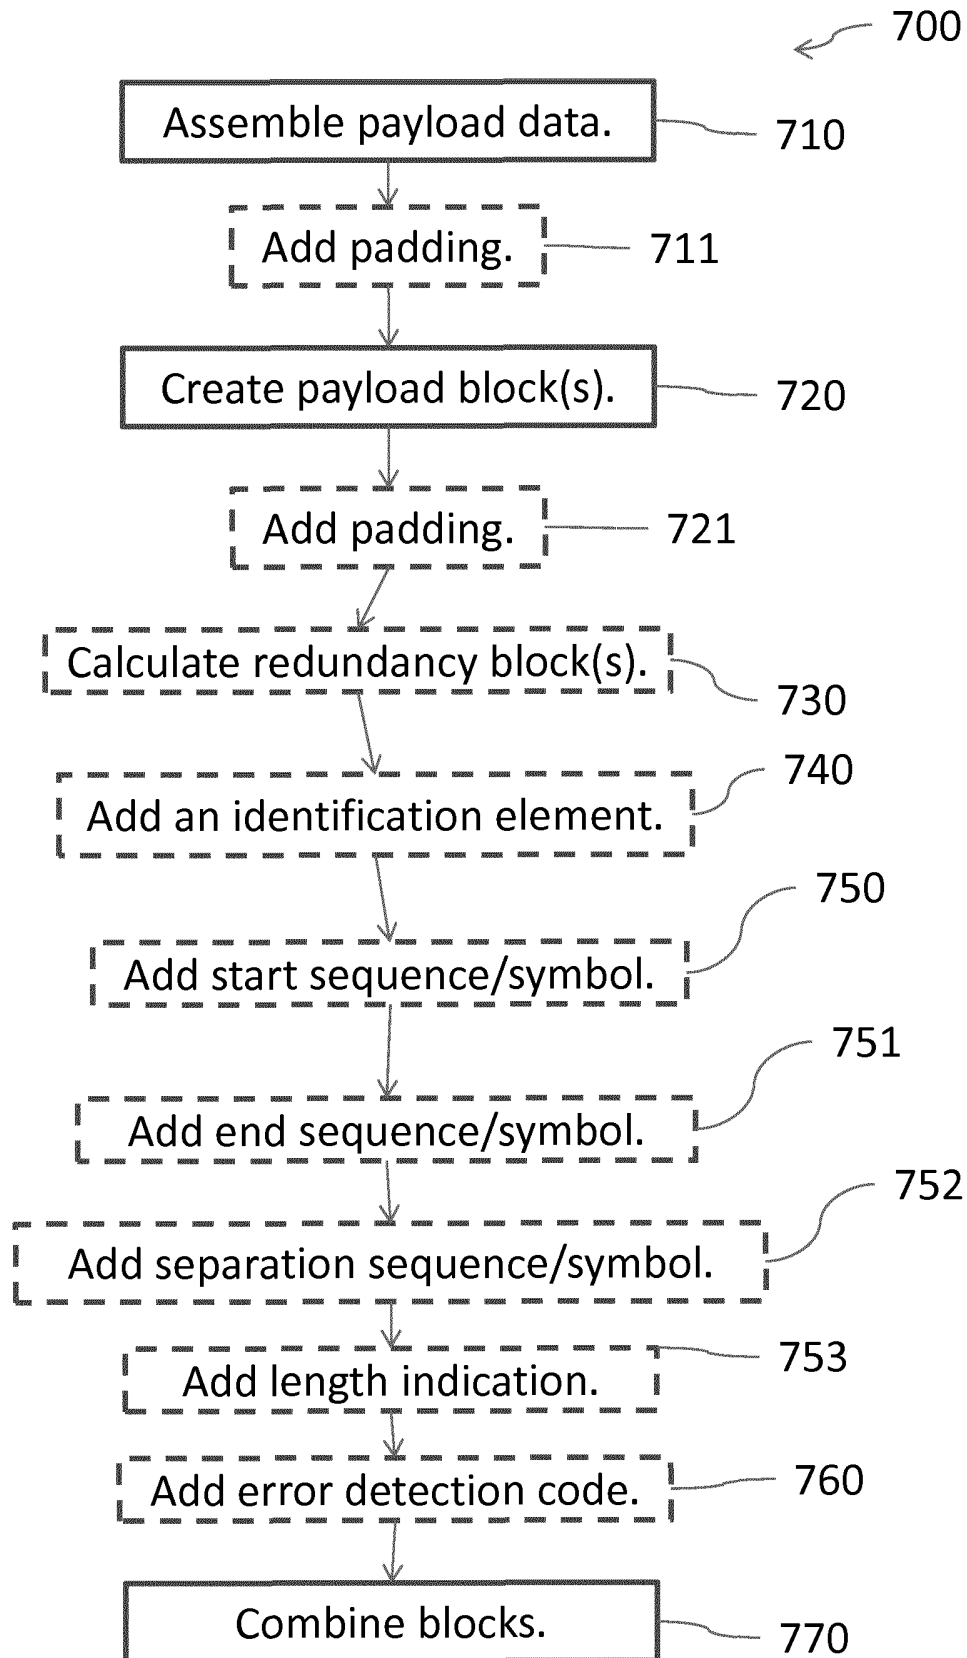 700
Assemble payload data.
710
Add padding.
711
Create payload block(s).
720
Add padding.
721
Calculate redundancy block(s).
730
740
Add an identification element.
750
Add start sequence/symbol.
751
Add end sequence/symbol.
752
Add separation sequence/symbol.
753
Add length indication.
760
Add error detection code.
Combine blocks.
770